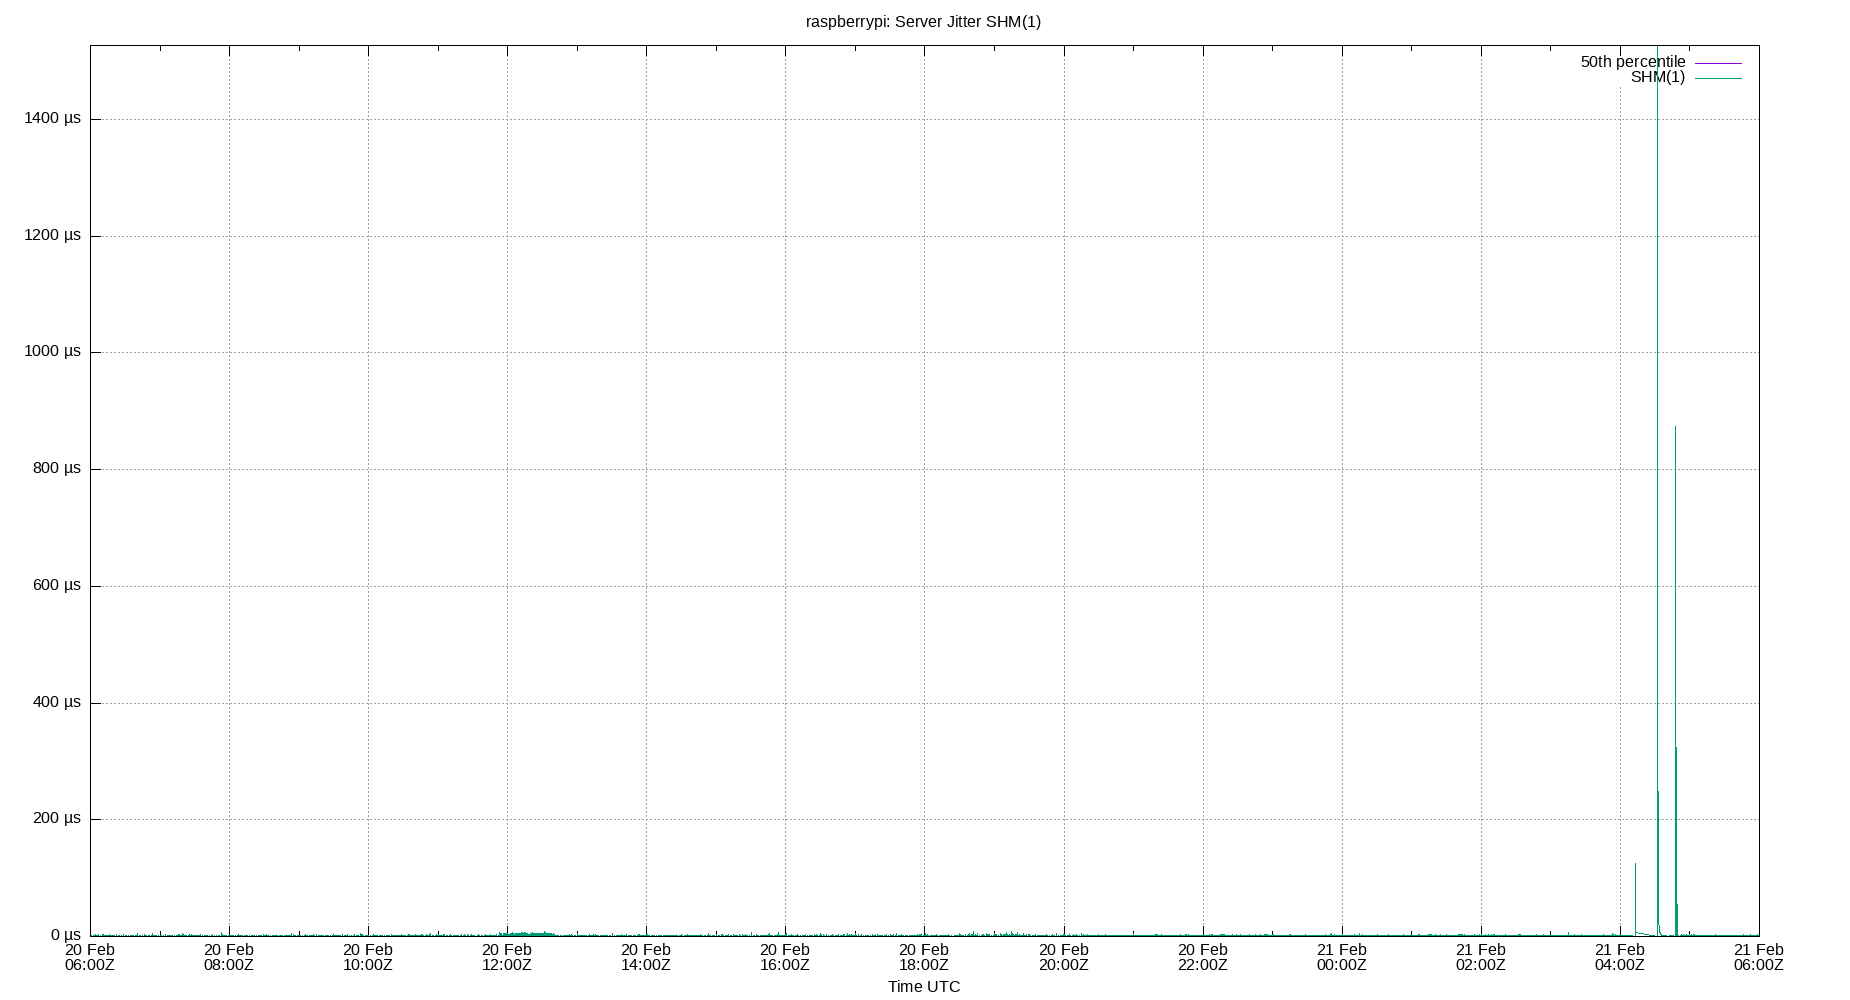 raspberrypi: Server Jitter SHM(1)
50th percentile
SHM(1)
1400 µs
1200 µs
1000 µs
800 µs
600 µs
400 µs
200 µs
0 µs
20 Feb 20 Feb 20 Feb 20 Feb 20 Feb 20 Feb 20 Feb 20 Feb 20 Feb 21 Feb 21 Feb 21 Feb 21 Feb
06:00Z 08:00Z 10:00Z 12:00Z 14:00Z 16:00Z 18:00Z 20:00Z 22:00Z 00:00Z 02:00Z 04:00Z 06:00Z
Time UTC